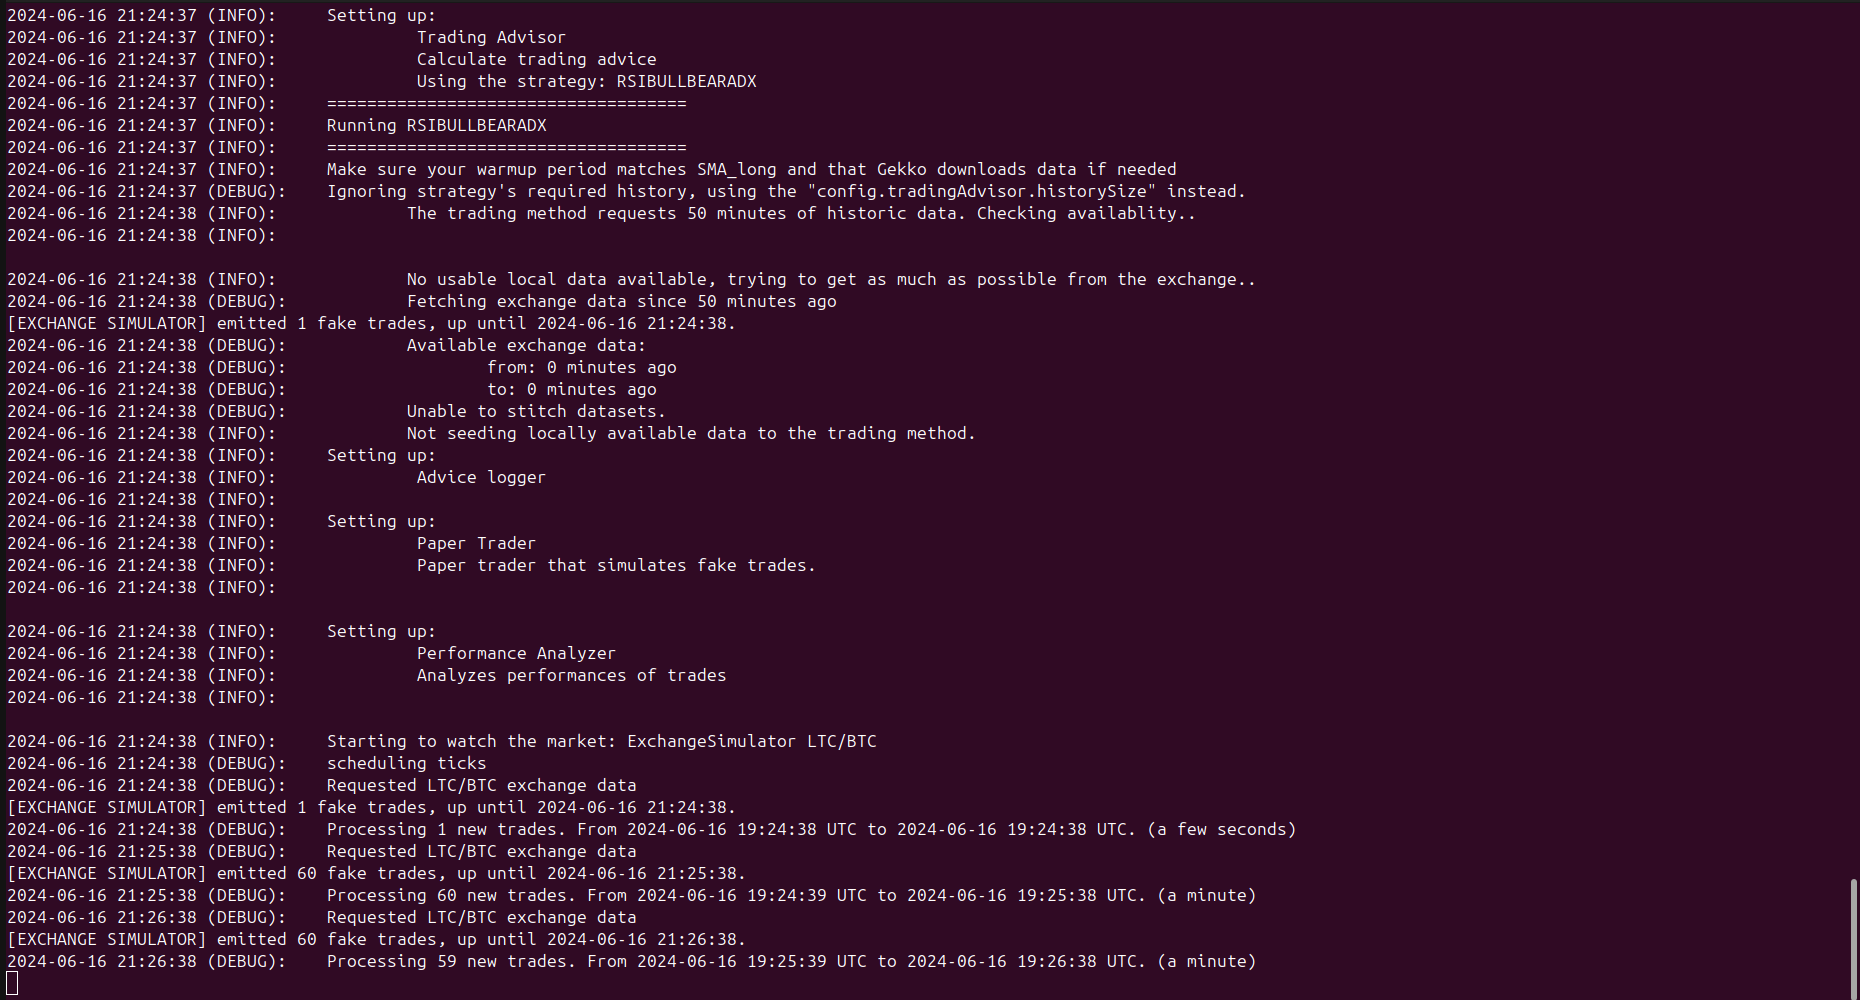 2024-06-16 21:24:37 (INFO):     Setting up:
2024-06-16 21:24:37 (INFO):              Trading Advisor
2024-06-16 21:24:37 (INFO):              Calculate trading advice
2024-06-16 21:24:37 (INFO):              Using the strategy: RSIBULLBEARADX
2024-06-16 21:24:37 (INFO):     ====================================
2024-06-16 21:24:37 (INFO):     Running RSIBULLBEARADX
2024-06-16 21:24:37 (INFO):     ====================================
2024-06-16 21:24:37 (INFO):     Make sure your warmup period matches SMA_long and that Gekko downloads data if needed
2024-06-16 21:24:37 (DEBUG):    Ignoring strategy's required history, using the "config.tradingAdvisor.historySize" instead.
2024-06-16 21:24:38 (INFO):             The trading method requests 50 minutes of historic data. Checking availablity..
2024-06-16 21:24:38 (INFO):
2024-06-16 21:24:38 (INFO):             No usable local data available, trying to get as much as possible from the exchange..
2024-06-16 21:24:38 (DEBUG):            Fetching exchange data since 50 minutes ago
[EXCHANGE SIMULATOR] emitted 1 fake trades, up until 2024-06-16 21:24:38.
2024-06-16 21:24:38 (DEBUG):            Available exchange data:
2024-06-16 21:24:38 (DEBUG):                    from: 0 minutes ago
2024-06-16 21:24:38 (DEBUG):                    to: 0 minutes ago
2024-06-16 21:24:38 (DEBUG):            Unable to stitch datasets.
2024-06-16 21:24:38 (INFO):             Not seeding locally available data to the trading method.
2024-06-16 21:24:38 (INFO):     Setting up:
2024-06-16 21:24:38 (INFO):              Advice logger
2024-06-16 21:24:38 (INFO):
2024-06-16 21:24:38 (INFO):     Setting up:
2024-06-16 21:24:38 (INFO):              Paper Trader
2024-06-16 21:24:38 (INFO):              Paper trader that simulates fake trades.
2024-06-16 21:24:38 (INFO):
2024-06-16 21:24:38 (INFO):     Setting up:
2024-06-16 21:24:38 (INFO):              Performance Analyzer
2024-06-16 21:24:38 (INFO):              Analyzes performances of trades
2024-06-16 21:24:38 (INFO):
2024-06-16 21:24:38 (INFO):     Starting to watch the market: ExchangeSimulator LTC/BTC
2024-06-16 21:24:38 (DEBUG):    scheduling ticks
2024-06-16 21:24:38 (DEBUG):    Requested LTC/BTC exchange data
[EXCHANGE SIMULATOR] emitted 1 fake trades, up until 2024-06-16 21:24:38.
2024-06-16 21:24:38 (DEBUG):    Processing 1 new trades. From 2024-06-16 19:24:38 UTC to 2024-06-16 19:24:38 UTC. (a few seconds)
2024-06-16 21:25:38 (DEBUG):    Requested LTC/BTC exchange data
[EXCHANGE SIMULATOR] emitted 60 fake trades, up until 2024-06-16 21:25:38.
2024-06-16 21:25:38 (DEBUG):    Processing 60 new trades. From 2024-06-16 19:24:39 UTC to 2024-06-16 19:25:38 UTC. (a minute)
2024-06-16 21:26:38 (DEBUG):    Requested LTC/BTC exchange data
[EXCHANGE SIMULATOR] emitted 60 fake trades, up until 2024-06-16 21:26:38.
2024-06-16 21:26:38 (DEBUG):    Processing 59 new trades. From 2024-06-16 19:25:39 UTC to 2024-06-16 19:26:38 UTC. (a minute)